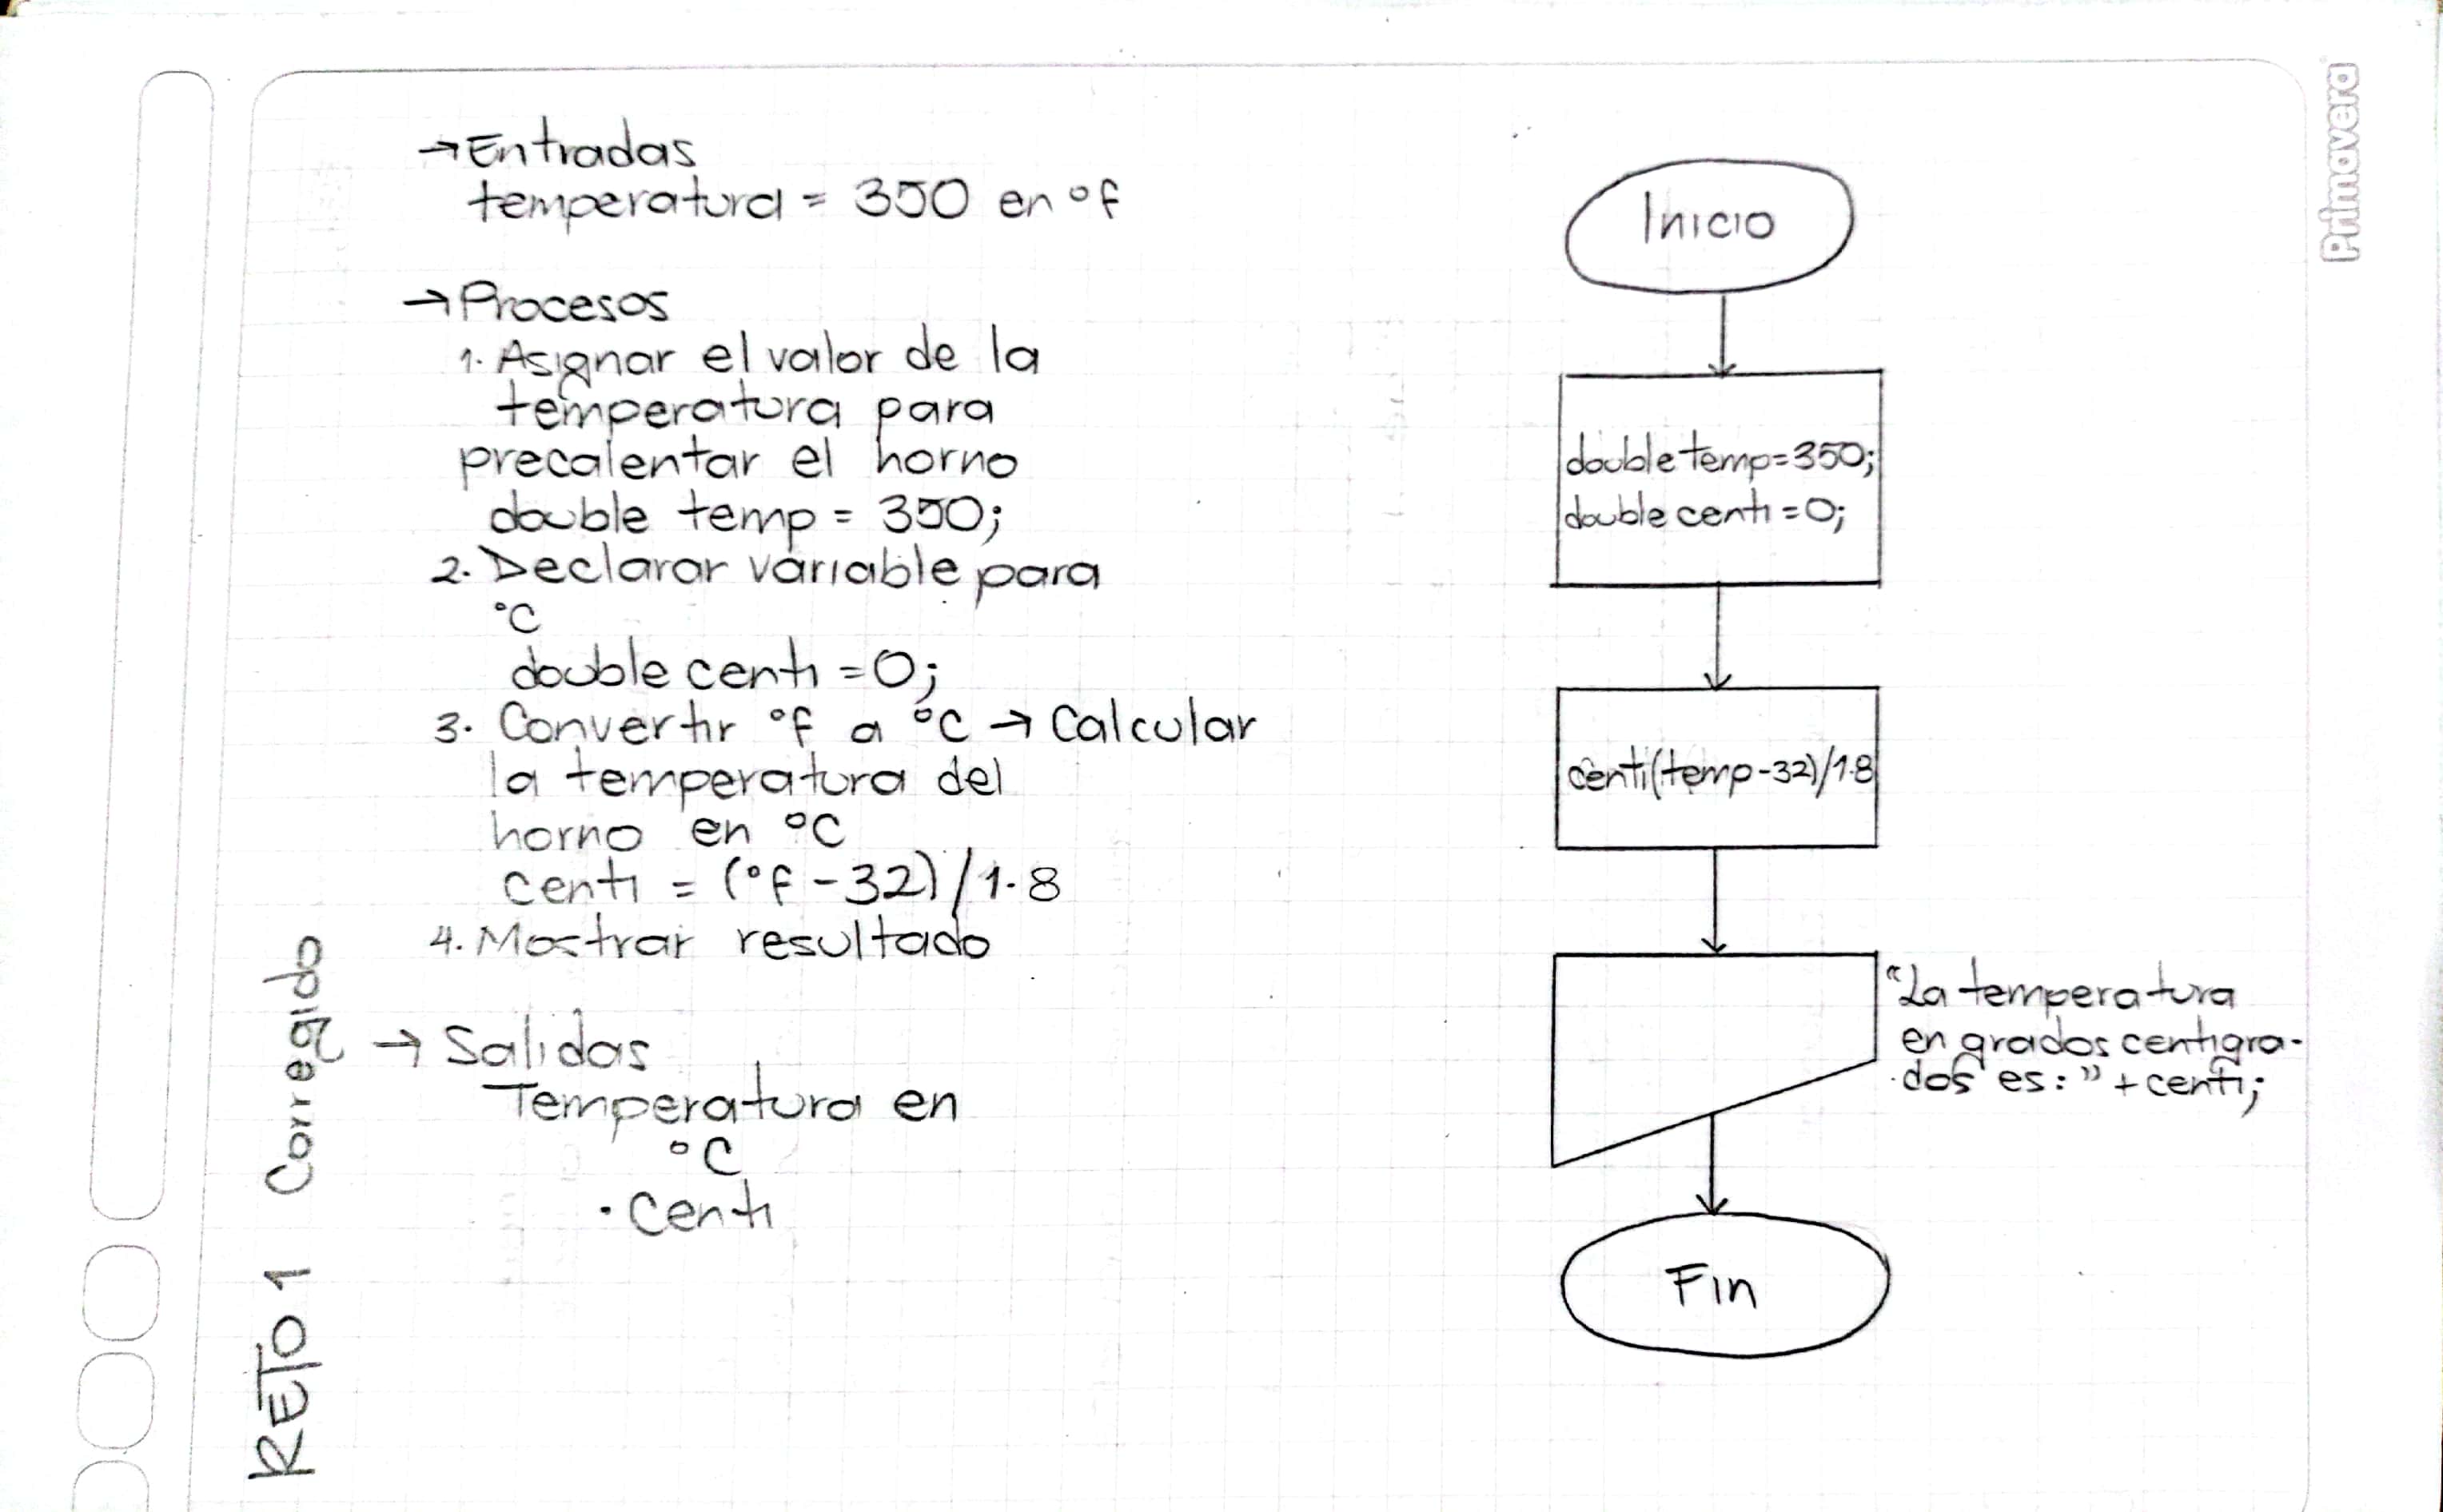 → Entradas
temperatura = 350 en °f
→ Procesos
1. Asignar el valor de la
temperatura para
precalentar el horno
double temp = 350;
2. Declarar variable para
°C
double centi = 0;
3. Convertir °f a °C → Calcular
la temperatura del
horno en °C
centi = (°f - 32) / 1.8
4. Mostrar resultado
→ Salidas
Temperatura en
°C
· Centi
RETO 1 Corregido
Inicio
double temp = 350;
double centi = 0;
centi(temp - 32)/1.8
"La temperatura
en grados centigra-
dos es: " + centi;
Fin
Primavera